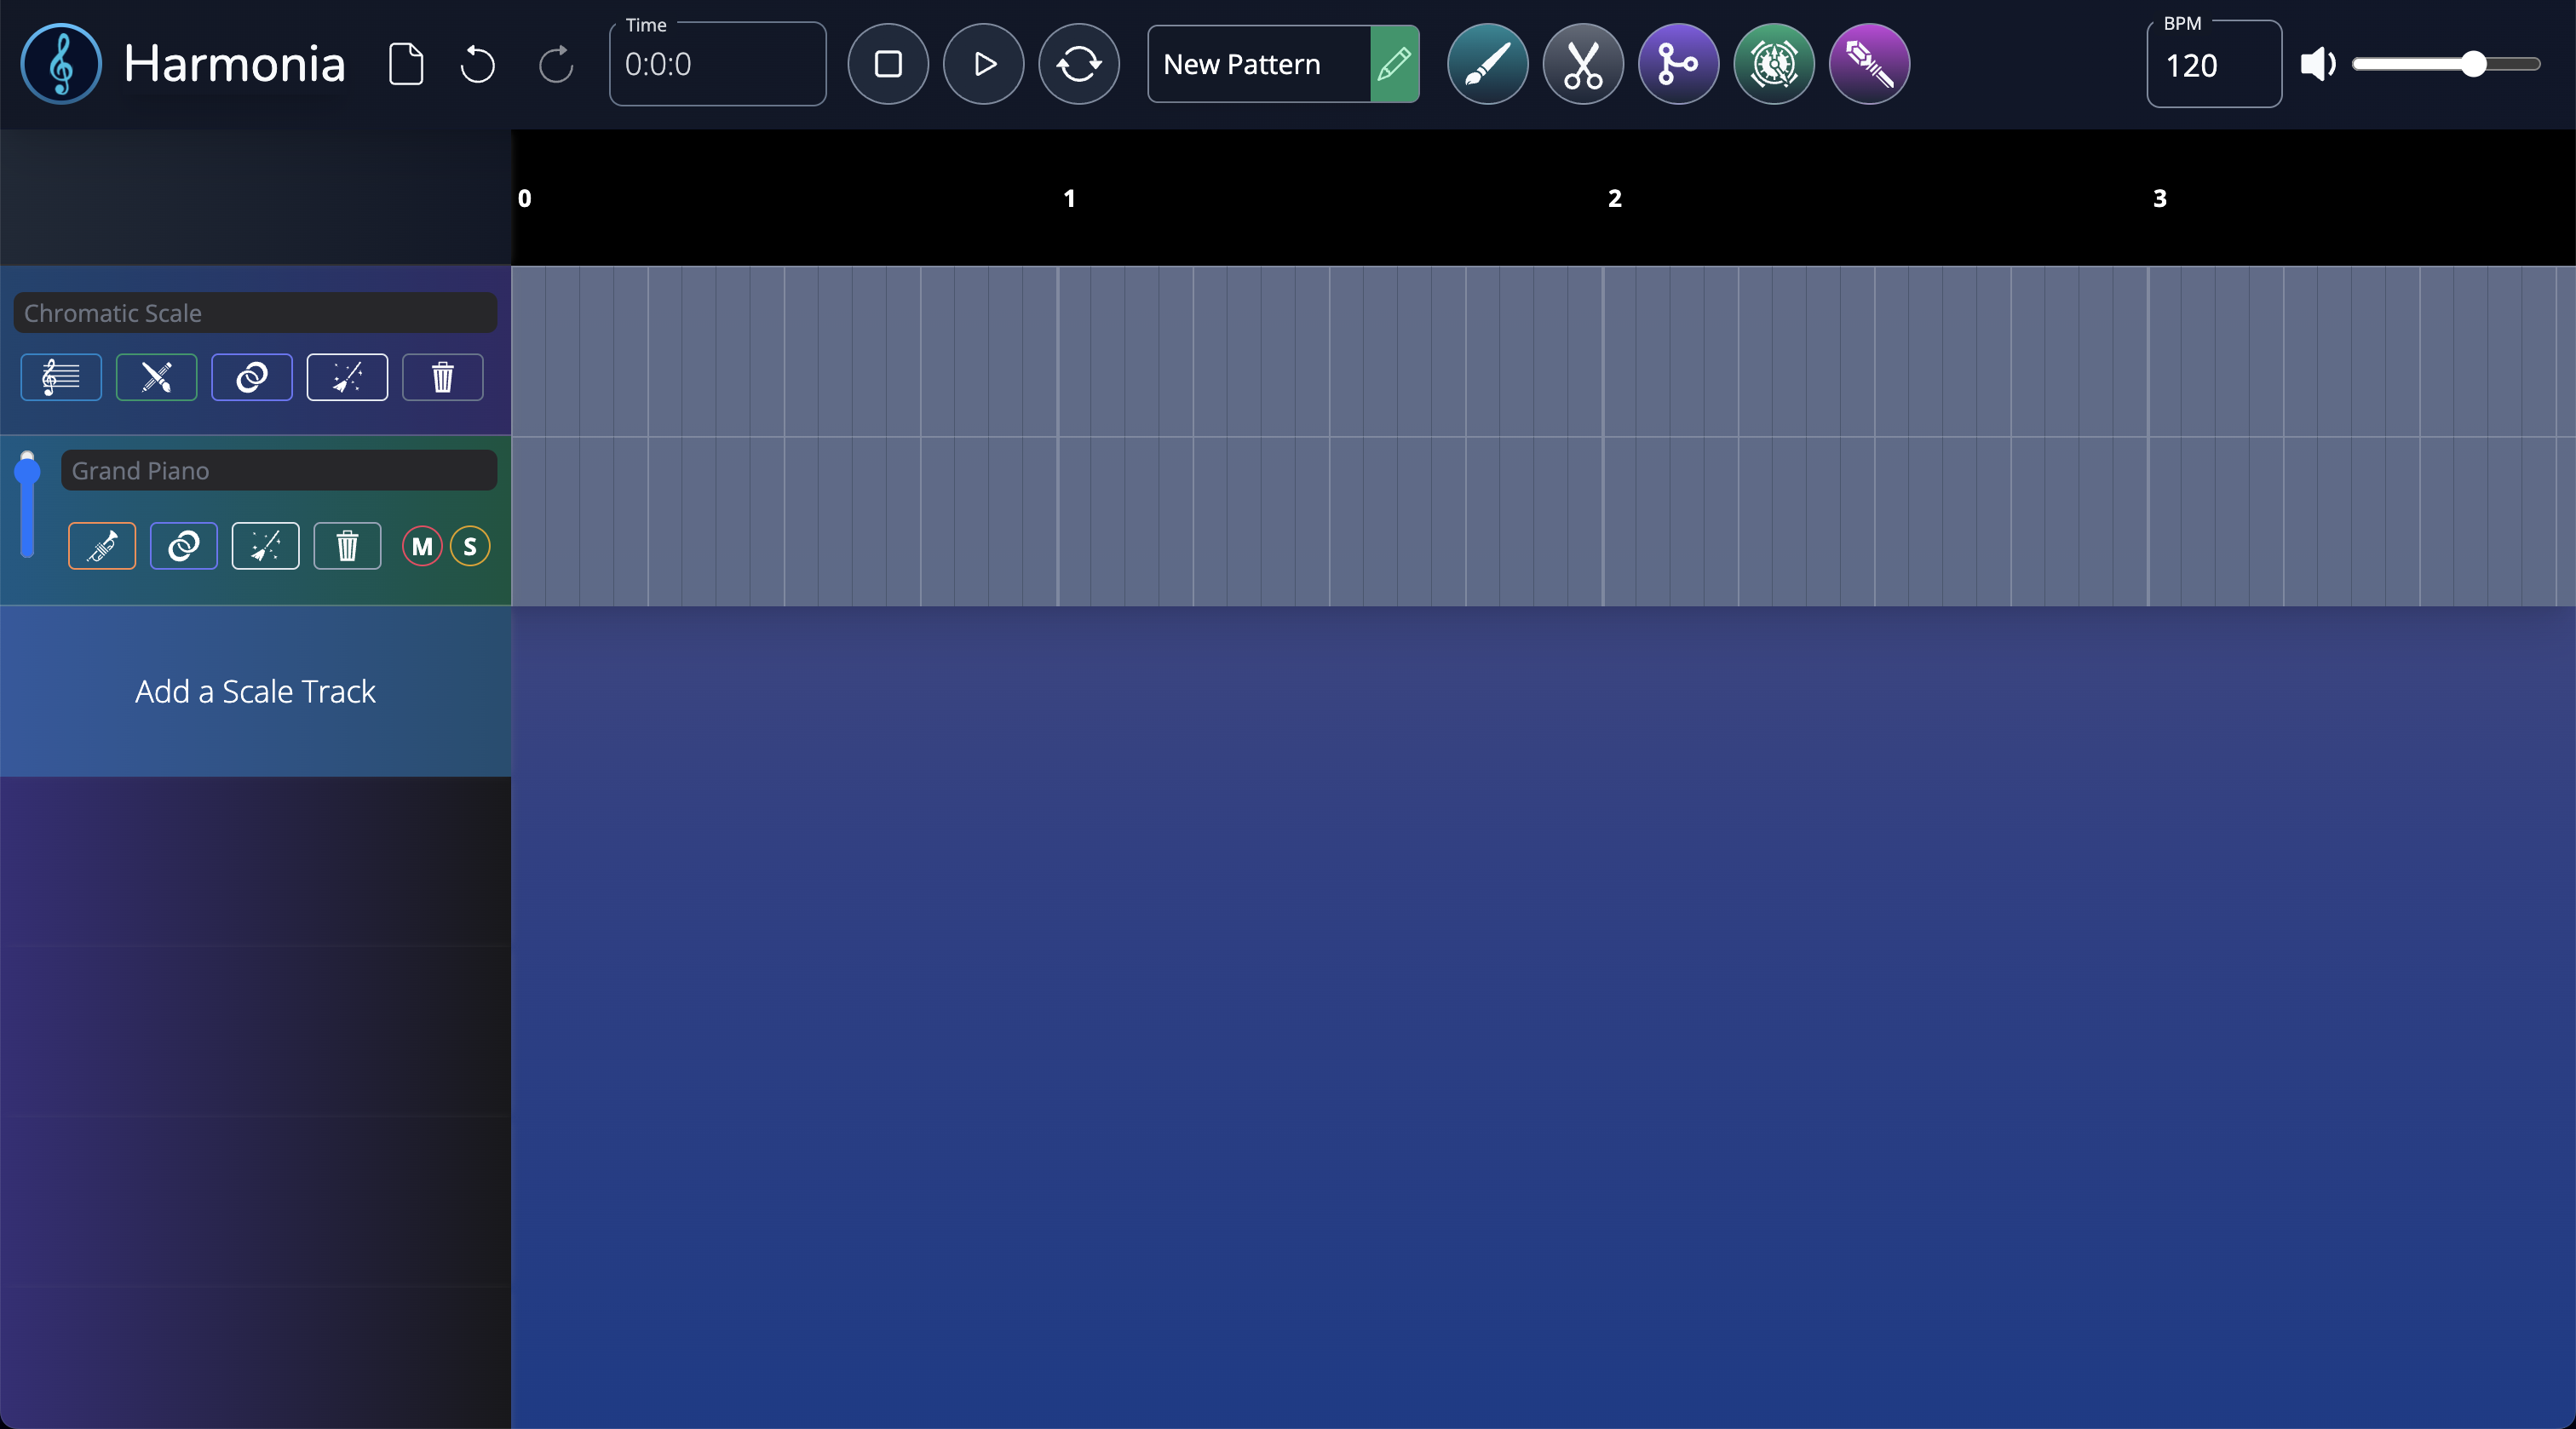 Harmonia
Time
0:0:0
New Pattern
BPM
120
0 1 2 3
Chromatic Scale
Grand Piano
M S
Add a Scale Track